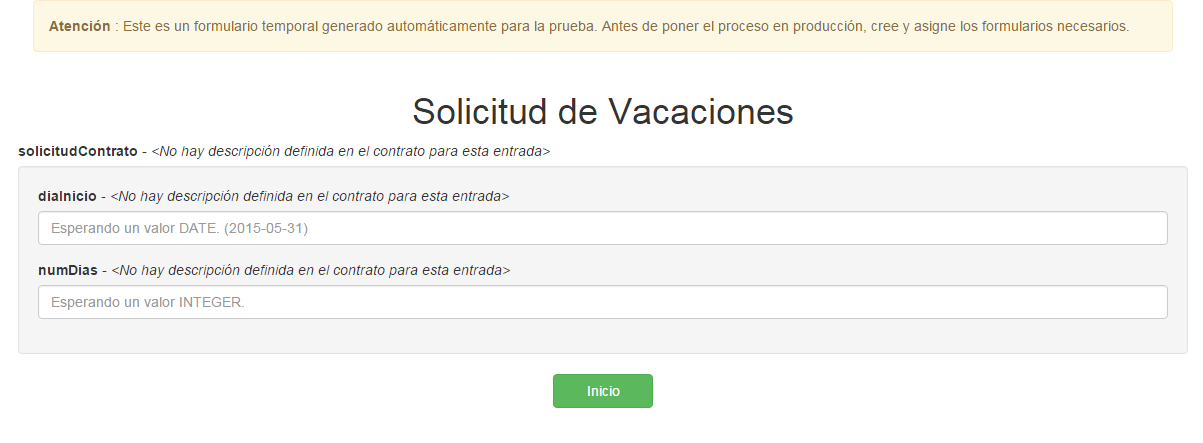 Atención : Este es un formulario temporal generado automáticamente para la prueba. Antes de poner el proceso en producción, cree y asigne los formularios necesarios.
Solicitud de Vacaciones
solicitudContrato - <No hay descripción definida en el contrato para esta entrada>
diaInicio - <No hay descripción definida en el contrato para esta entrada>
Esperando un valor DATE. (2015-05-31)
numDias - <No hay descripción definida en el contrato para esta entrada>
Esperando un valor INTEGER.
Inicio